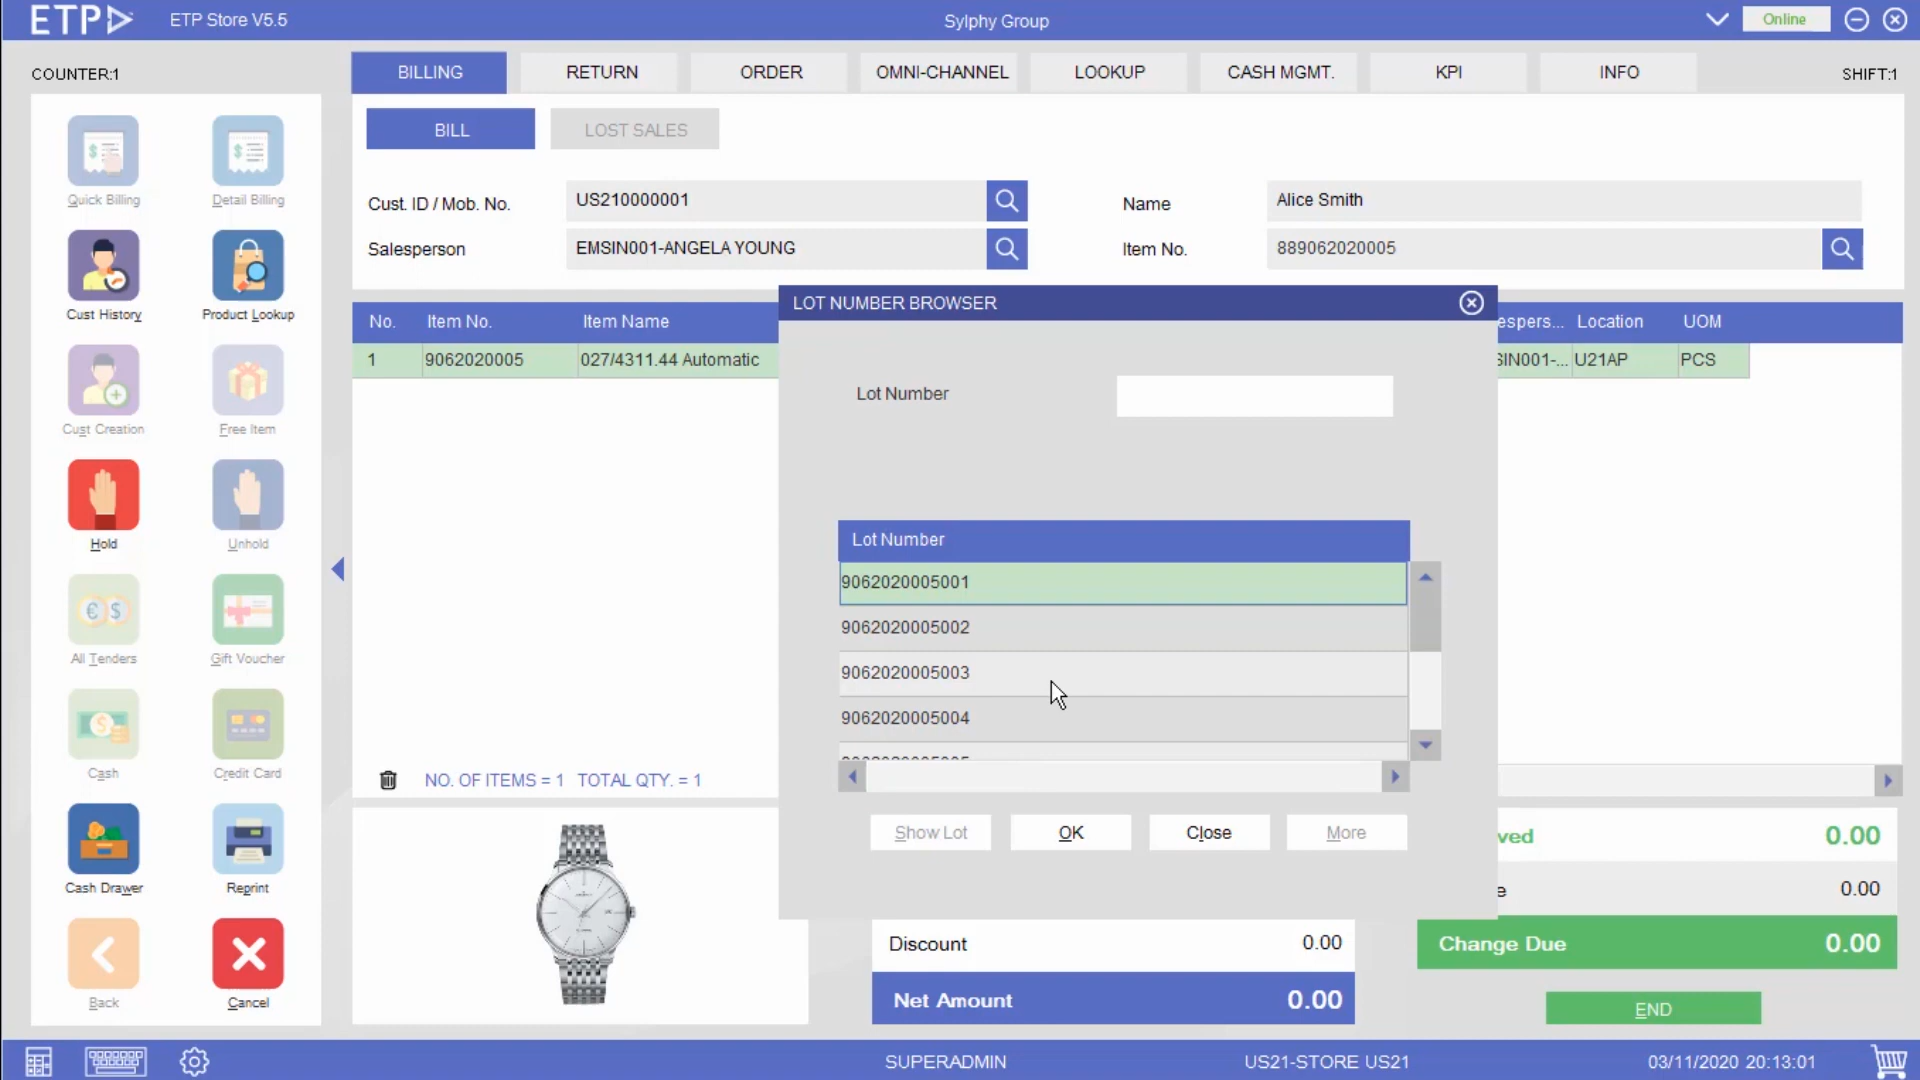 ETP ETP Store V5.5 Sylphy Group Online
COUNTER:1 BILLING RETURN ORDER OMNI-CHANNEL LOOKUP CASH MGMT. KPI INFO SHIFT:1
BILL LOST SALES
Quick Billing Detail Billing
Cust. ID / Mob. No. US210000001 Name Alice Smith
Salesperson EMSIN001-ANGELA YOUNG Item No. 889062020005
Cust History Product Lookup
LOT NUMBER BROWSER
No. Item No. Item Name espers... Location UOM
1 9062020005 027/4311.44 Automatic SIN001-... U21AP PCS
Lot Number
Cust Creation Free Item
Lot Number
Hold Unhold
9062020005001
9062020005002
9062020005003
9062020005004
All Tenders Gift Voucher
Cash Credit Card
NO. OF ITEMS = 1 TOTAL QTY. = 1
Show Lot OK Close More
ved 0.00
e 0.00
Cash Drawer Reprint
Discount 0.00
Change Due 0.00
Net Amount 0.00
Back Cancel
END
SUPERADMIN US21-STORE US21 03/11/2020 20:13:01